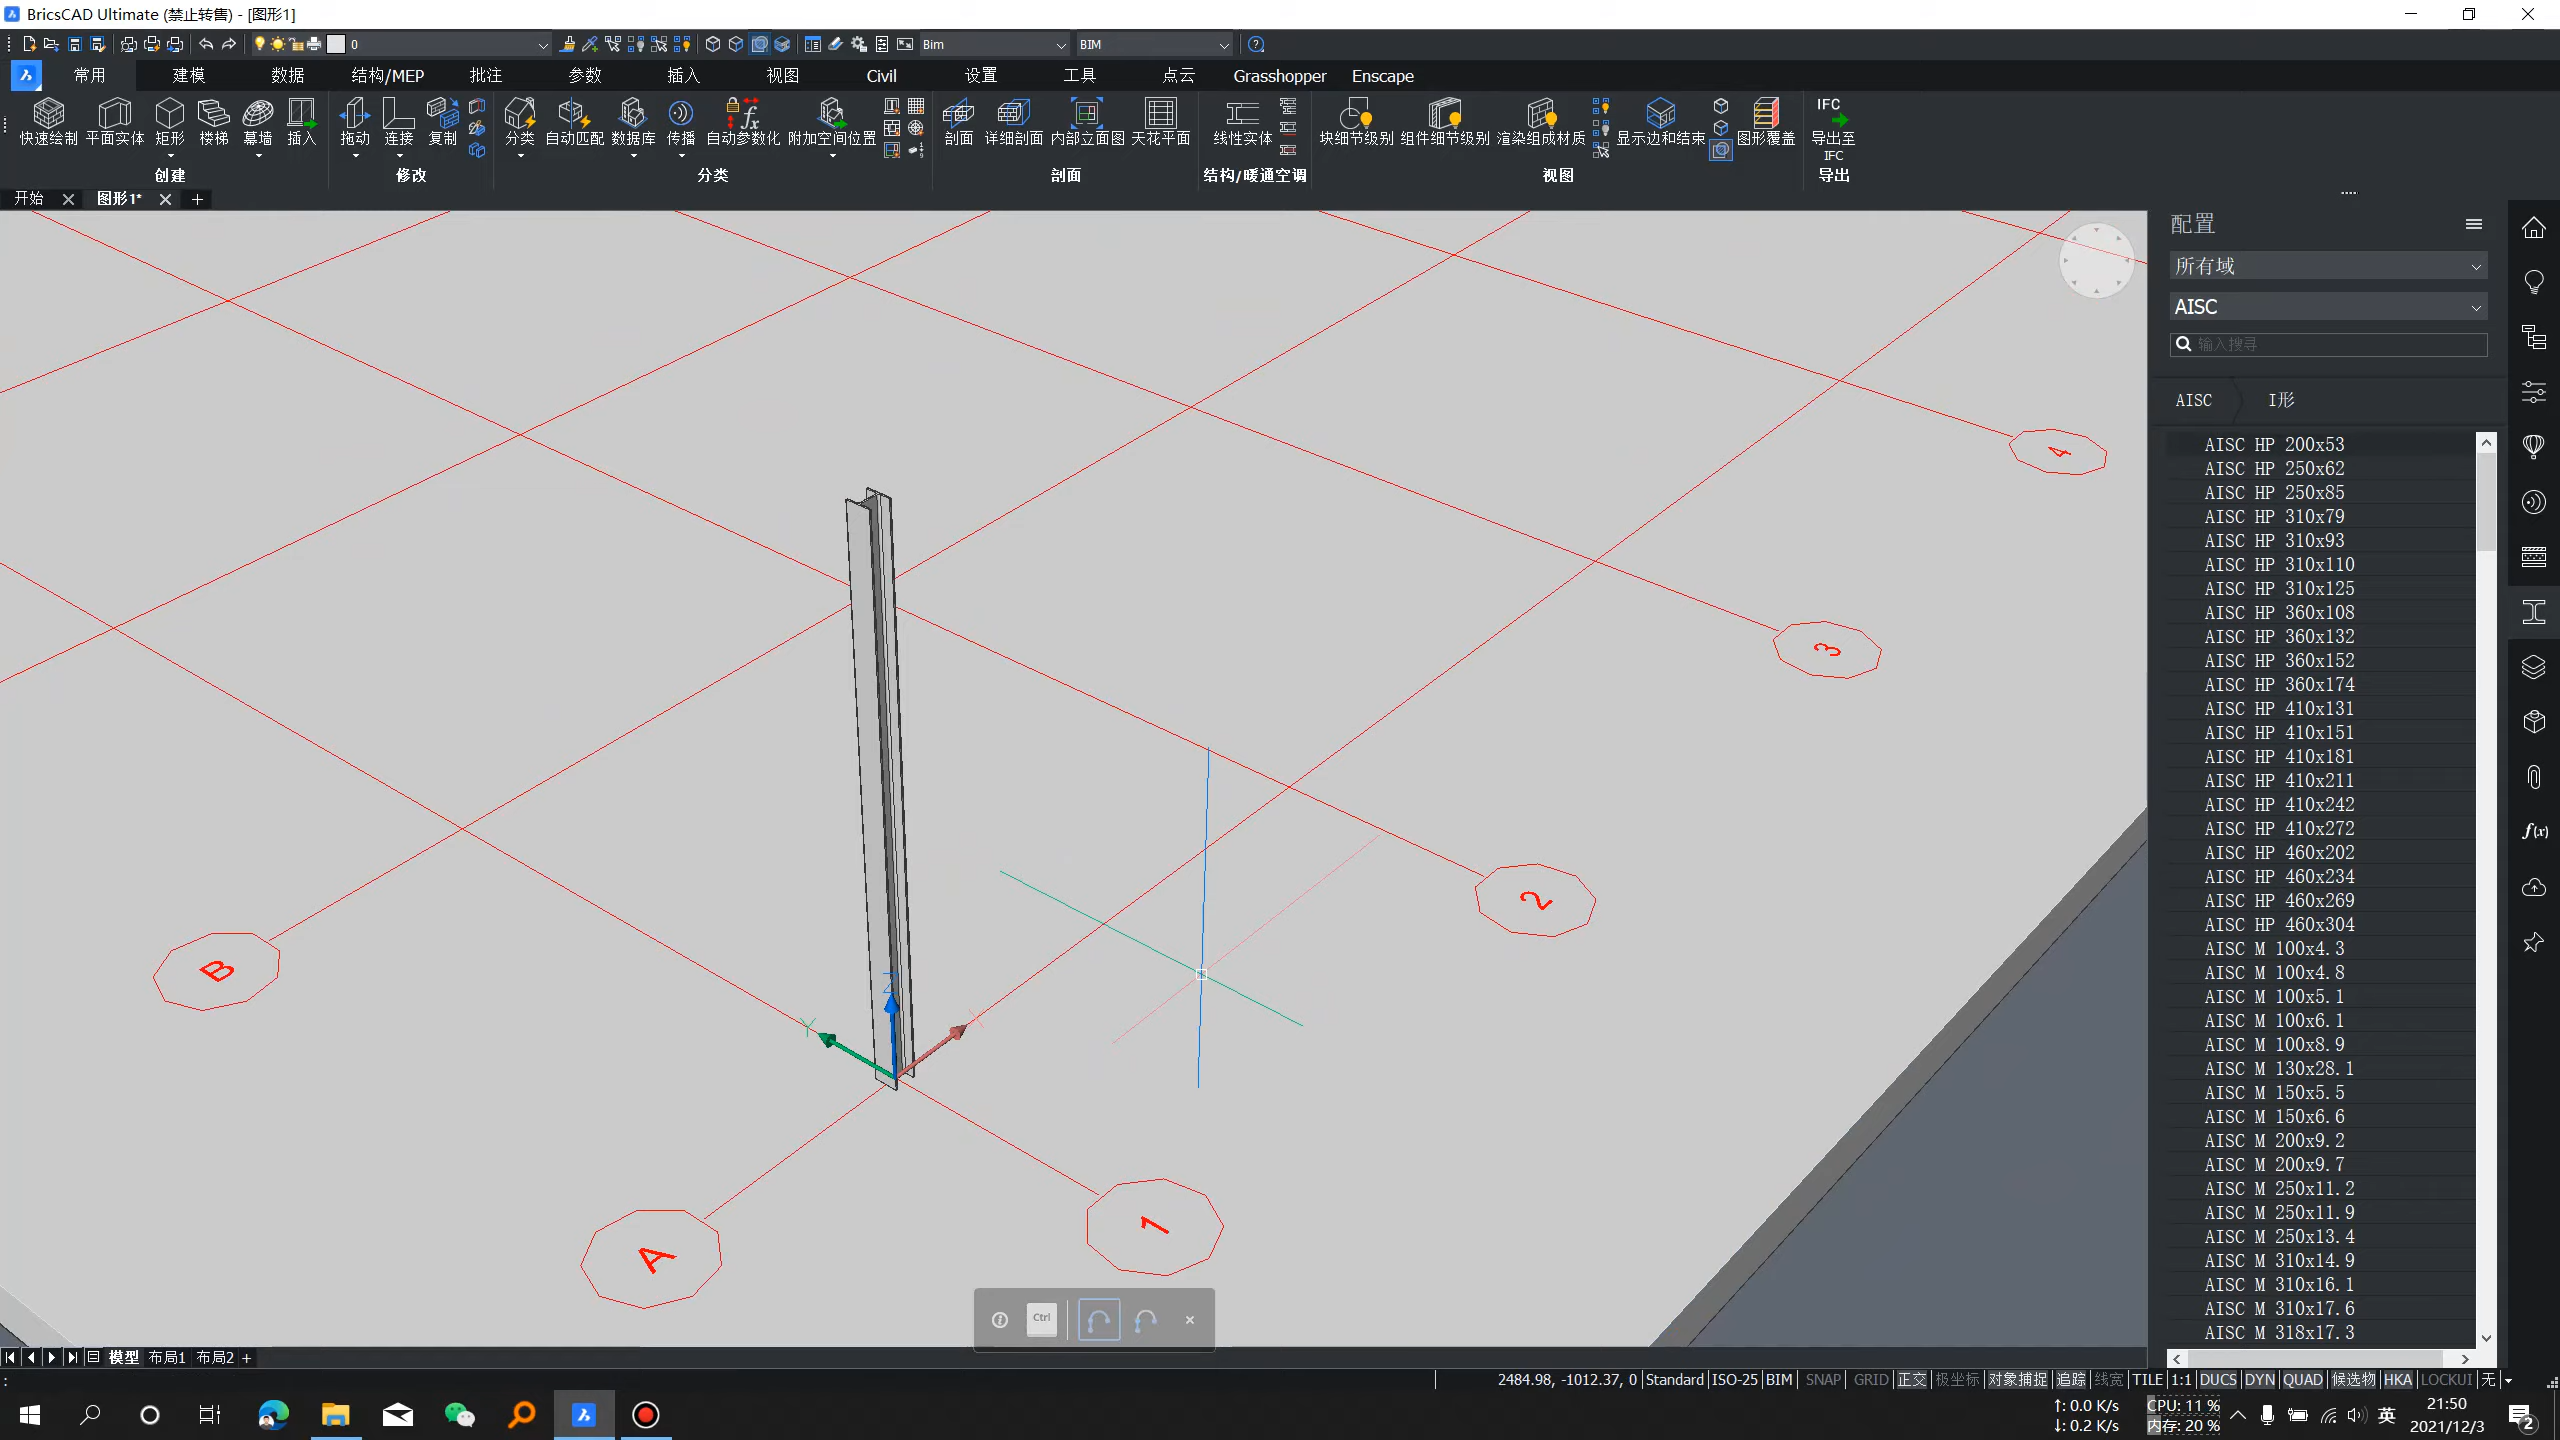 BricsCAD Ultimate (禁止转售) - [图形1]
0
Bim
BIM
常用 建模 数据 结构/MEP 批注 参数 插入 视图 Civil 设置 工具 点云 Grasshopper Enscape
快速绘制 平面实体 矩形 楼梯 幕墙 插入 拖动 连接 复制 分类 自动匹配 数据库 传播 自动参数化 附加空间位置 剖面 详细剖面 内部立面图 天花平面 线性实体 块细节级别 组件细节级别 渲染组成材质 显示边和结束 图形覆盖 IFC 导出至 IFC
创建 修改 分类 剖面 结构/暖通空调 视图 导出
开始 图形1*
配置
所有域
AISC
输入搜寻
AISC I形
AISC HP 200x53
AISC HP 250x62
AISC HP 250x85
AISC HP 310x79
AISC HP 310x93
AISC HP 310x110
AISC HP 310x125
AISC HP 360x108
AISC HP 360x132
AISC HP 360x152
AISC HP 360x174
AISC HP 410x131
AISC HP 410x151
AISC HP 410x181
AISC HP 410x211
AISC HP 410x242
AISC HP 410x272
AISC HP 460x202
AISC HP 460x234
AISC HP 460x269
AISC HP 460x304
AISC M 100x4.3
AISC M 100x4.8
AISC M 100x5.1
AISC M 100x6.1
AISC M 100x8.9
AISC M 130x28.1
AISC M 150x5.5
AISC M 150x6.6
AISC M 200x9.2
AISC M 200x9.7
AISC M 250x11.2
AISC M 250x11.9
AISC M 250x13.4
AISC M 310x14.9
AISC M 310x16.1
AISC M 310x17.6
AISC M 318x17.3
f(x)
4
3
2
1
A
B
X
Y
Z
Ctrl
模型 布局1 布局2 +
:
2484.98, -1012.37, 0 Standard ISO-25 BIM SNAP GRID 正交 极坐标 对象捕捉 追踪 线宽 TILE 1:1 DUCS DYN QUAD 候选物 HKA LOCKUI 无
↑: 0.0 K/s
↓: 0.2 K/s
CPU: 11 %
内存: 20 %
英
21:50
2021/12/3
2